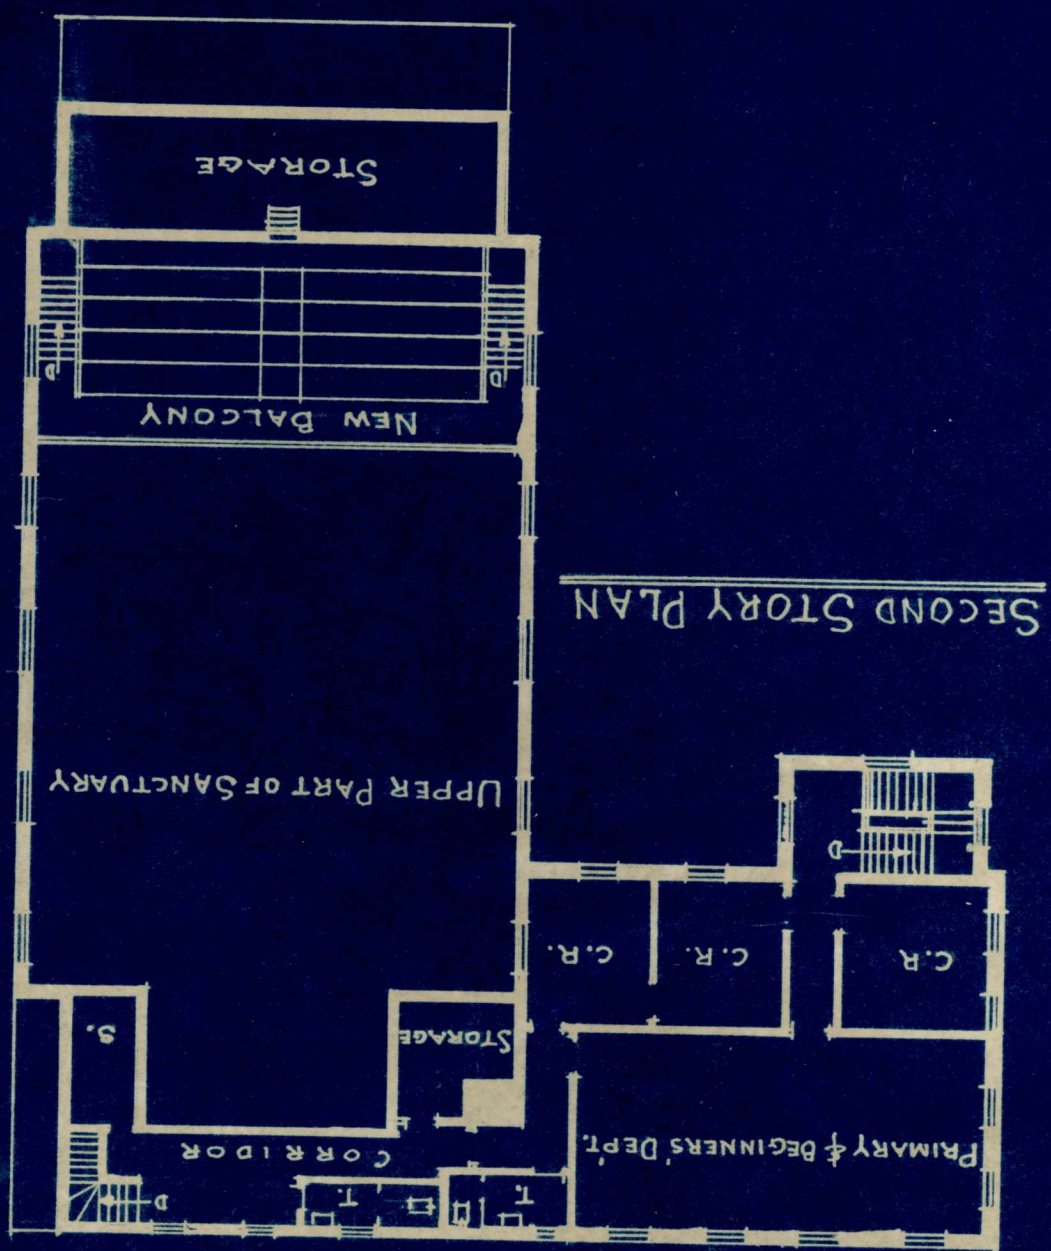 T.
T.
D
PRIMARY & BEGINNERS' DEPT.
CORRIDOR
STORAGE
S.
C.R
C.R.
C.R.
D
UPPER PART OF SANCTUARY
SECOND STORY PLAN
NEW BALCONY
D
D
STORAGE